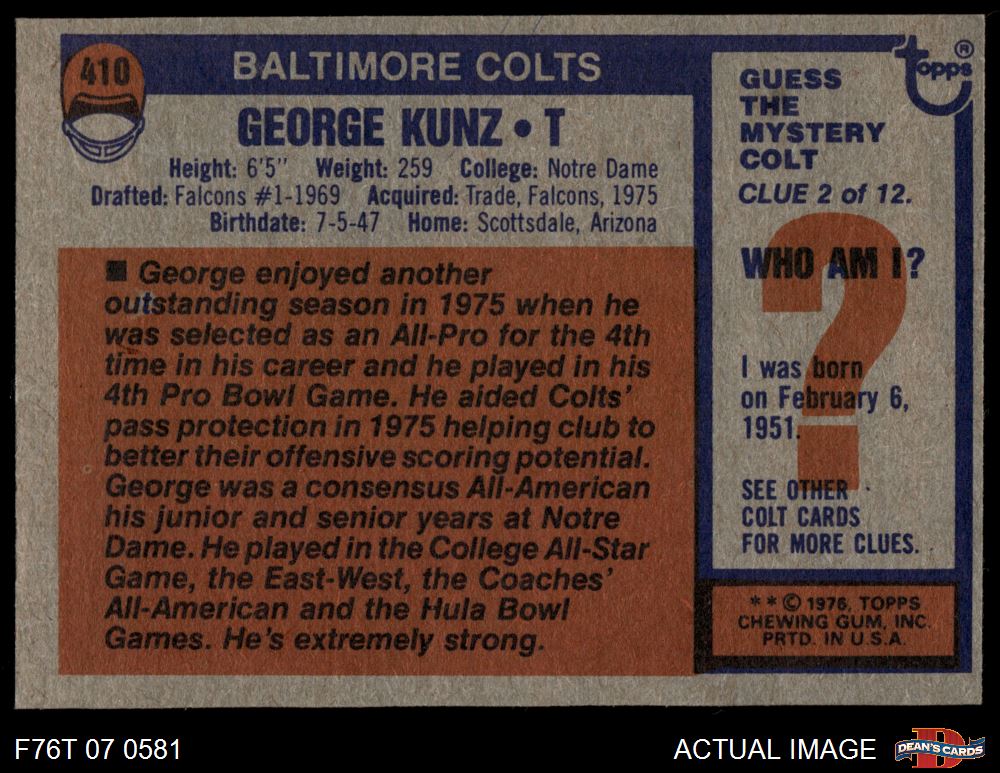 410
BALTIMORE COLTS
GEORGE KUNZ • T
Height: 6'5" Weight: 259 College: Notre Dame
Drafted: Falcons #1-1969 Acquired: Trade, Falcons, 1975
Birthdate: 7-5-47 Home: Scottsdale, Arizona
■ George enjoyed another
outstanding season in 1975 when he
was selected as an All-Pro for the 4th
time in his career and he played in his
4th Pro Bowl Game. He aided Colts'
pass protection in 1975 helping club to
better their offensive scoring potential.
George was a consensus All-American
his junior and senior years at Notre
Dame. He played in the College All-Star
Game, the East-West, the Coaches'
All-American and the Hula Bowl
Games. He's extremely strong.
topps ®
GUESS
THE
MYSTERY
COLT
CLUE 2 of 12.
WHO AM I?
?
I was born
on February 6,
1951.
SEE OTHER
COLT CARDS
FOR MORE CLUES.
* * © 1976, TOPPS
CHEWING GUM, INC.
PRTD. IN U.S.A.
F76T 07 0581
ACTUAL IMAGE
D
DEAN'S CARDS